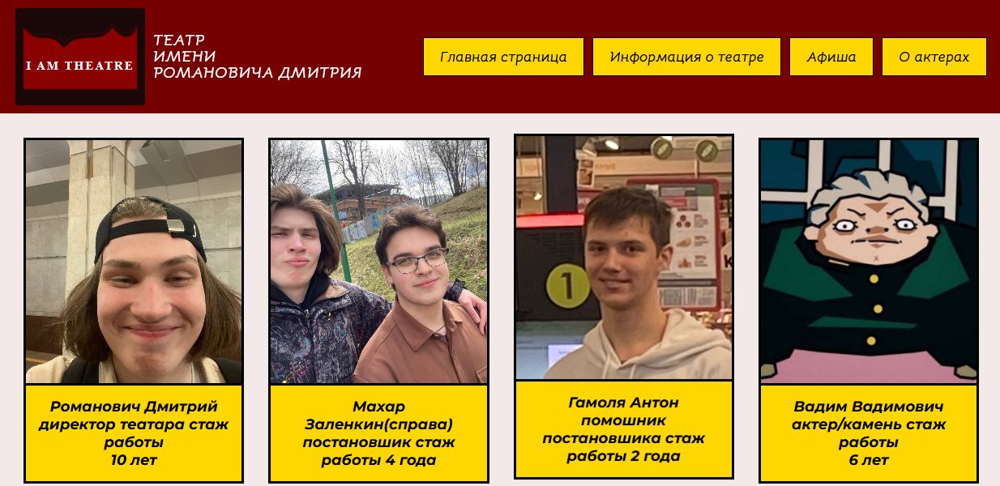 I AM THEATRE
ТЕАТР
ИМЕНИ
РОМАНОВИЧА ДМИТРИЯ
Главная страница
Информация о театре
Афиша
О актерах
1
Романович Дмитрий
директор театара стаж
работы
10 лет
Махар
Заленкин(справа)
постановшик стаж
работы 4 года
Гамоля Антон
помошник
постановшика стаж
работы 2 года
Вадим Вадимович
актер/камень стаж
работы
6 лет